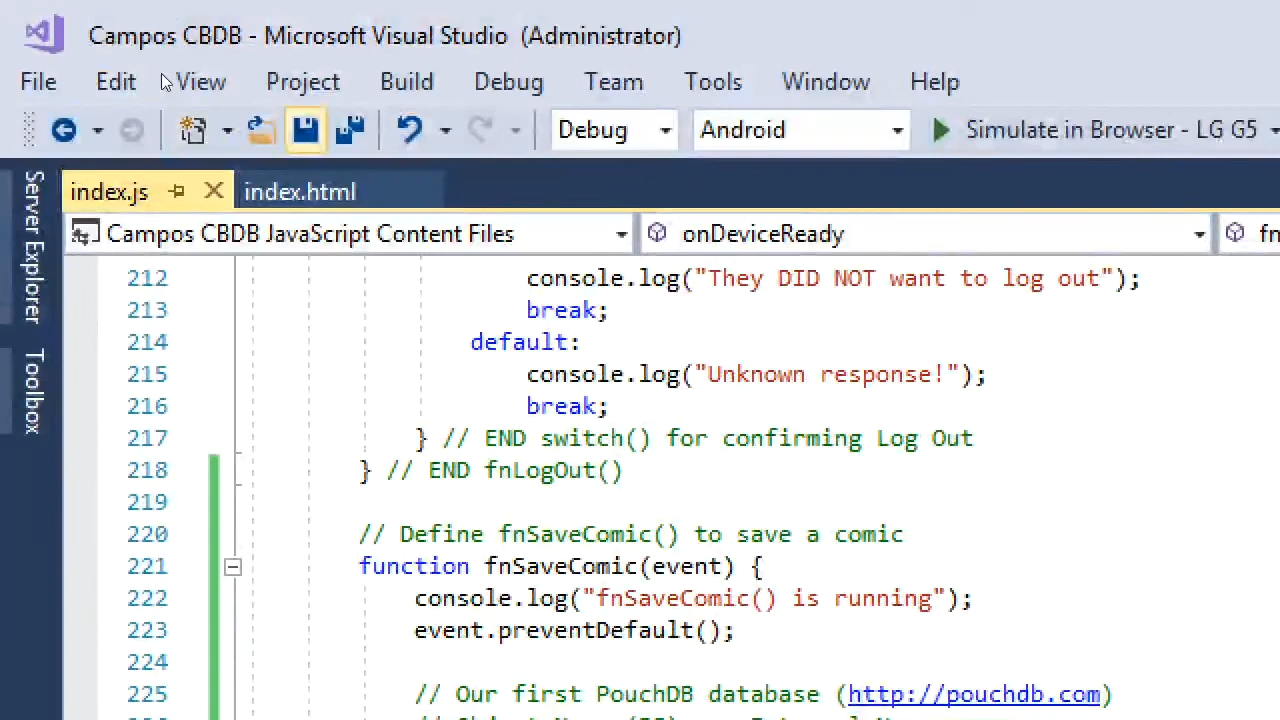 Campos CBDB - Microsoft Visual Studio (Administrator)
File Edit View Project Build Debug Team Tools Window Help
Debug Android Simulate in Browser - LG G5
Server Explorer
Toolbox
index.js index.html
Campos CBDB JavaScript Content Files onDeviceReady
212 console.log("They DID NOT want to log out");
213 break;
214 default:
215 console.log("Unknown response!");
216 break;
217 } // END switch() for confirming Log Out
218 } // END fnLogOut()
219
220 // Define fnSaveComic() to save a comic
221 function fnSaveComic(event) {
222 console.log("fnSaveComic() is running");
223 event.preventDefault();
224
225 // Our first PouchDB database (http://pouchdb.com)